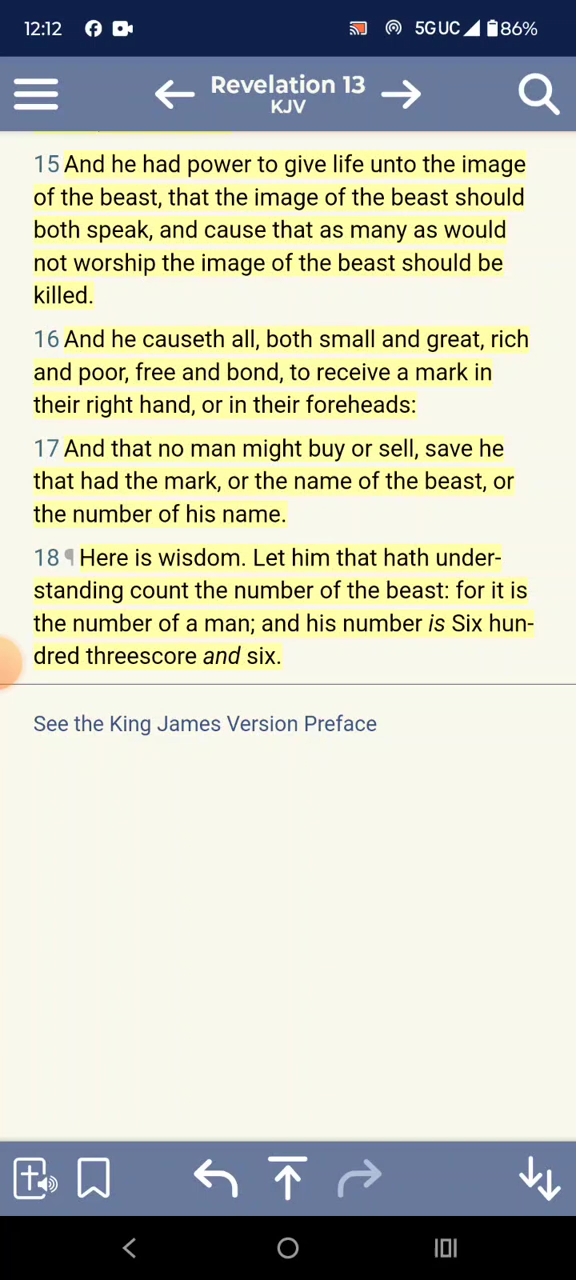 12:12
5G UC 86%
Revelation 13
KJV
15 And he had power to give life unto the image
of the beast, that the image of the beast should
both speak, and cause that as many as would
not worship the image of the beast should be
killed.
16 And he causeth all, both small and great, rich
and poor, free and bond, to receive a mark in
their right hand, or in their foreheads:
17 And that no man might buy or sell, save he
that had the mark, or the name of the beast, or
the number of his name.
18 ¶ Here is wisdom. Let him that hath under-
standing count the number of the beast: for it is
the number of a man; and his number is Six hun-
dred threescore and six.
See the King James Version Preface